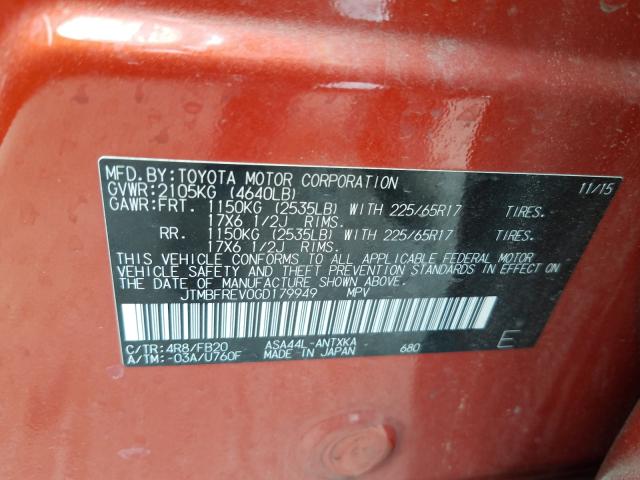 MFD.BY:TOYOTA MOTOR CORPORATION 11/15
GVWR:2105KG (4640LB)
GAWR:FRT. 1150KG (2535LB) WITH 225/65R17 TIRES.
17X6 1/2J RIMS.
RR. 1150KG (2535LB) WITH 225/65R17 TIRES.
17X6 1/2J RIMS.
THIS VEHICLE CONFORMS TO ALL APPLICABLE FEDERAL MOTOR
VEHICLE SAFETY AND THEFT PREVENTION STANDARDS IN EFFECT ON
THE DATE OF MANUFACTURE SHOWN ABOVE.
JTMBFREV0GD179949 MPV
C/TR:4R8/FB20 ASA44L-ANTXKA
A/TM:-03A/U760F MADE IN JAPAN 680 E